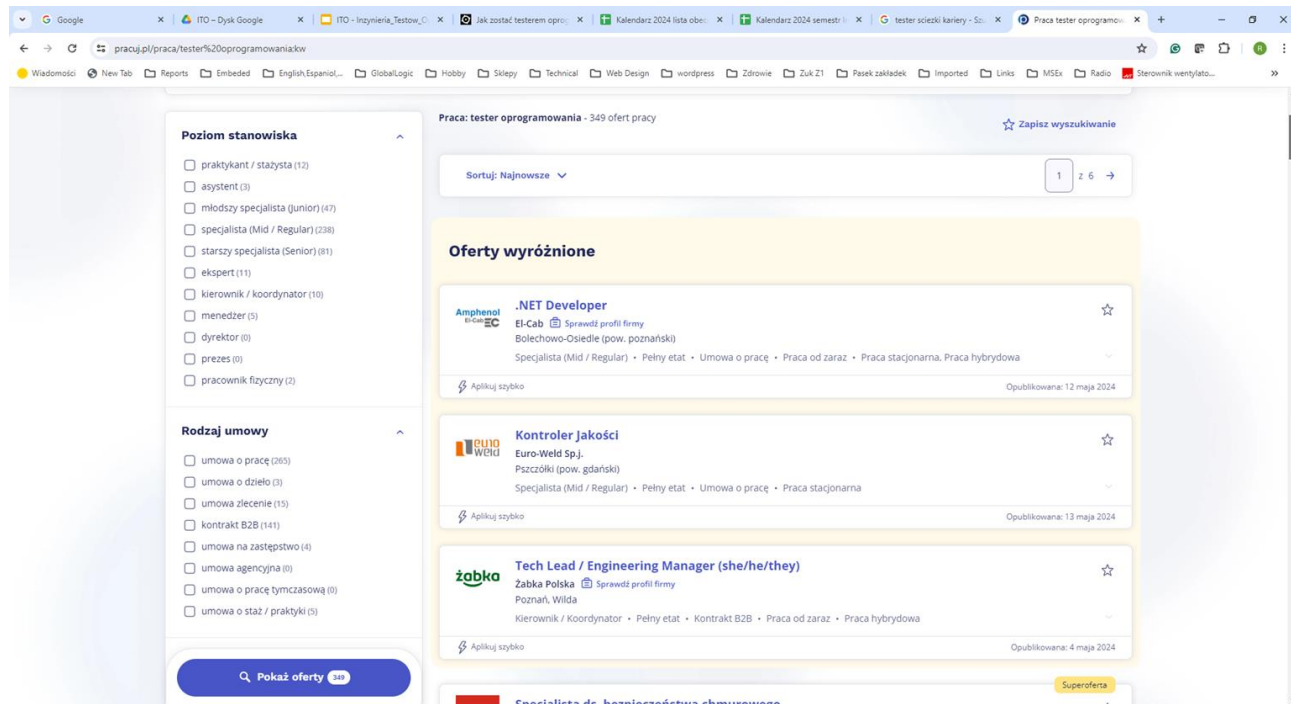 Google
ITO – Dysk Google
ITO - Inzynieria_Testow_O
Jak zostać testerem oprog
Kalendarz 2024 lista obec
Kalendarz 2024 semestr l
tester sciezki kariery - Szu
Praca tester oprogramow
pracuj.pl/praca/tester%20oprogramowania;kw
R
Wiadomości New Tab Reports Embeded English,Espaniol,... GlobalLogic Hobby Sklepy Technical Web Design wordpress Zdrowie Zuk Z1 Pasek zakładek Imported Links MSEx Radio Sterownik wentylato... »
Poziom stanowiska
praktykant / stażysta (12)
asystent (3)
młodszy specjalista (Junior) (47)
specjalista (Mid / Regular) (238)
starszy specjalista (Senior) (81)
ekspert (11)
kierownik / koordynator (10)
menedżer (5)
dyrektor (0)
prezes (0)
pracownik fizyczny (2)
Rodzaj umowy
umowa o pracę (265)
umowa o dzieło (3)
umowa zlecenie (15)
kontrakt B2B (141)
umowa na zastępstwo (4)
umowa agencyjna (0)
umowa o pracę tymczasową (0)
umowa o staż / praktyki (5)
Pokaż oferty 349
Praca: tester oprogramowania - 349 ofert pracy
Zapisz wyszukiwanie
Sortuj: Najnowsze
1 z 6
Oferty wyróżnione
Amphenol
El-Cab EC
.NET Developer
El-Cab Sprawdź profil firmy
Bolechowo-Osiedle (pow. poznański)
Specjalista (Mid / Regular) • Pełny etat • Umowa o pracę • Praca od zaraz • Praca stacjonarna, Praca hybrydowa
Aplikuj szybko
Opublikowana: 12 maja 2024
euro
weld
Kontroler Jakości
Euro-Weld Sp.j.
Pszczółki (pow. gdański)
Specjalista (Mid / Regular) • Pełny etat • Umowa o pracę • Praca stacjonarna
Aplikuj szybko
Opublikowana: 13 maja 2024
żabka
Tech Lead / Engineering Manager (she/he/they)
Żabka Polska Sprawdź profil firmy
Poznań, Wilda
Kierownik / Koordynator • Pełny etat • Kontrakt B2B • Praca od zaraz • Praca hybrydowa
Aplikuj szybko
Opublikowana: 4 maja 2024
Superoferta
Specjalista ds. bezpieczeństwa chmurowego